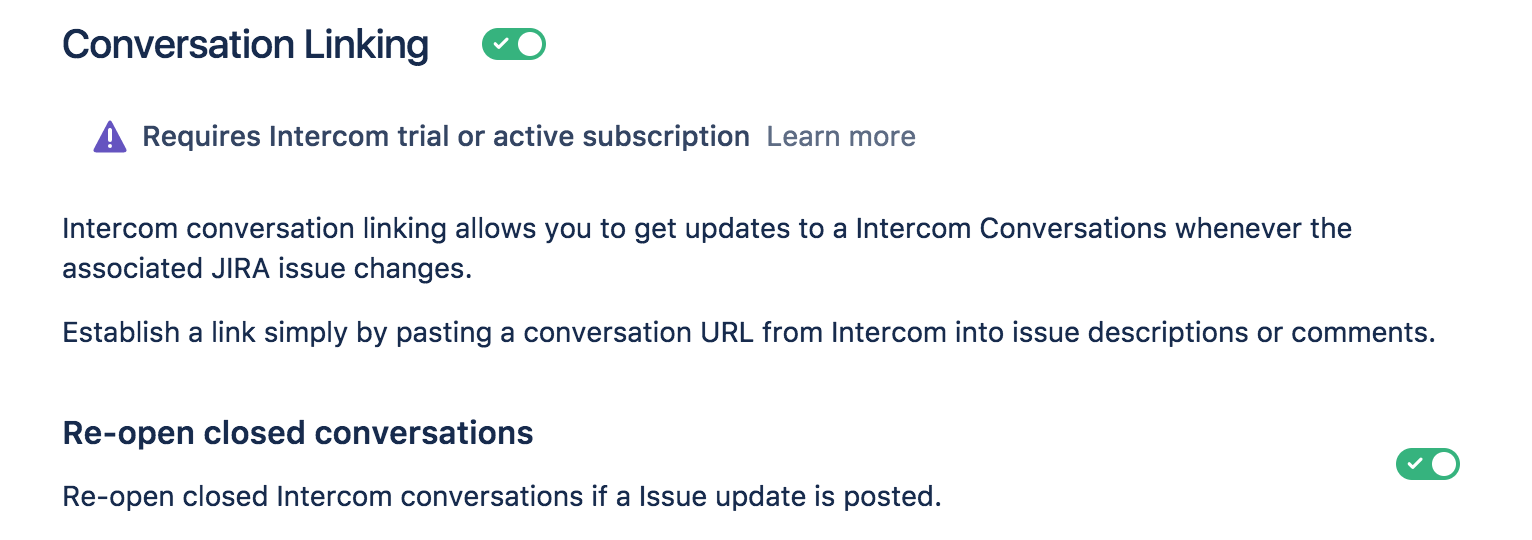 Conversation Linking
Requires Intercom trial or active subscription Learn more
Intercom conversation linking allows you to get updates to a Intercom Conversations whenever the
associated JIRA issue changes.
Establish a link simply by pasting a conversation URL from Intercom into issue descriptions or comments.
Re-open closed conversations
Re-open closed Intercom conversations if a Issue update is posted.